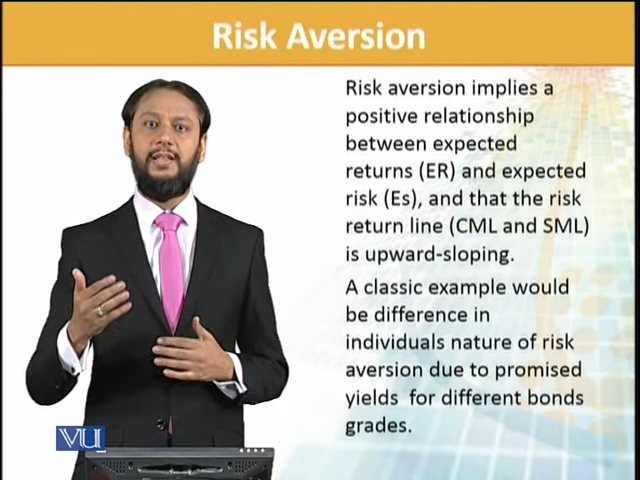 Risk Aversion
Risk aversion implies a
positive relationship
between expected
returns (ER) and expected
risk (Es), and that the risk
return line (CML and SML)
is upward-sloping.
A classic example would
be difference in
individuals nature of risk
aversion due to promised
yields for different bonds
grades.
VU